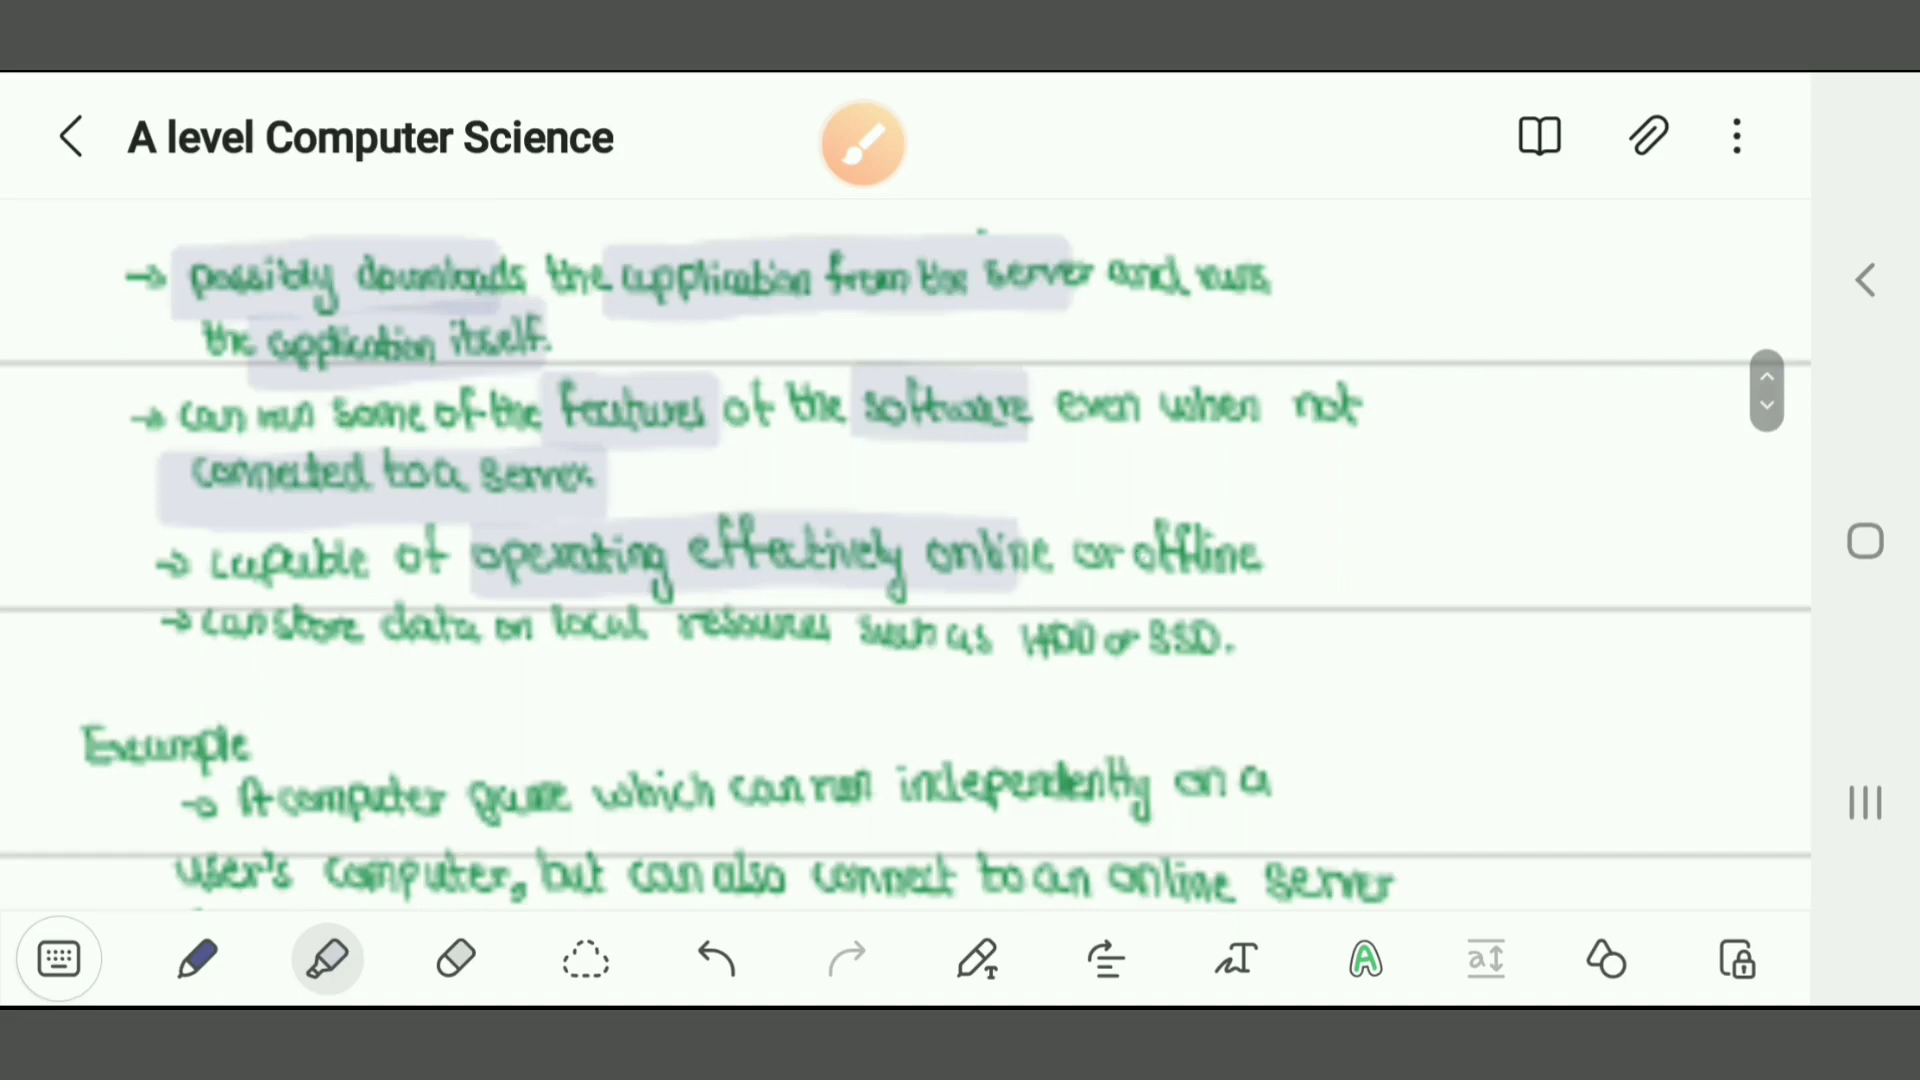 A level Computer Science
→ possibly downloads the application from the server and runs
the application itself.
→ can run some of the features of the software even when not
connected to a server.
→ capable of operating effectively online or offline
→ can store data on local resources such as HDD or SSD.
Example
→ A computer game which can run independently on a
user's computer, but can also connect to an online server